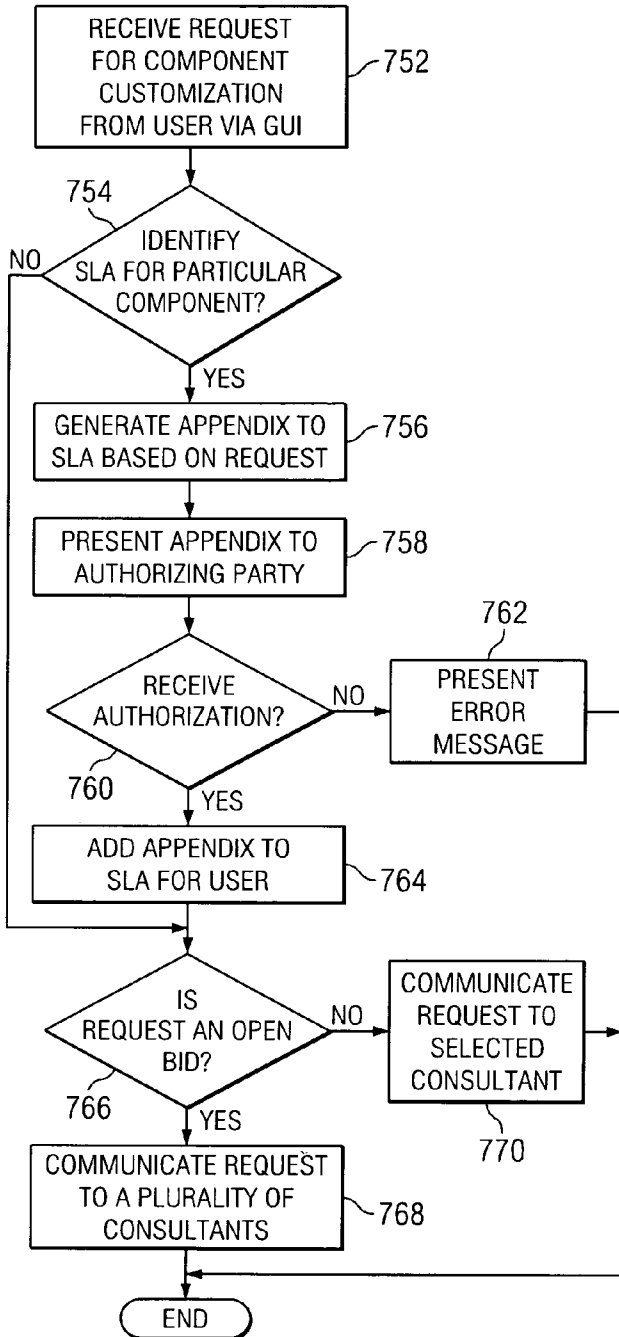 RECEIVE REQUEST
FOR COMPONENT
CUSTOMIZATION
FROM USER VIA GUI
752
754
IDENTIFY
SLA FOR PARTICULAR
COMPONENT?
NO
YES
GENERATE APPENDIX TO
SLA BASED ON REQUEST
756
PRESENT APPENDIX TO
AUTHORIZING PARTY
758
RECEIVE
AUTHORIZATION?
760
NO
YES
762
PRESENT
ERROR
MESSAGE
ADD APPENDIX TO
SLA FOR USER
764
IS
REQUEST AN OPEN
BID?
766
NO
YES
COMMUNICATE
REQUEST TO
SELECTED
CONSULTANT
770
COMMUNICATE REQUEST
TO A PLURALITY OF
CONSULTANTS
768
END